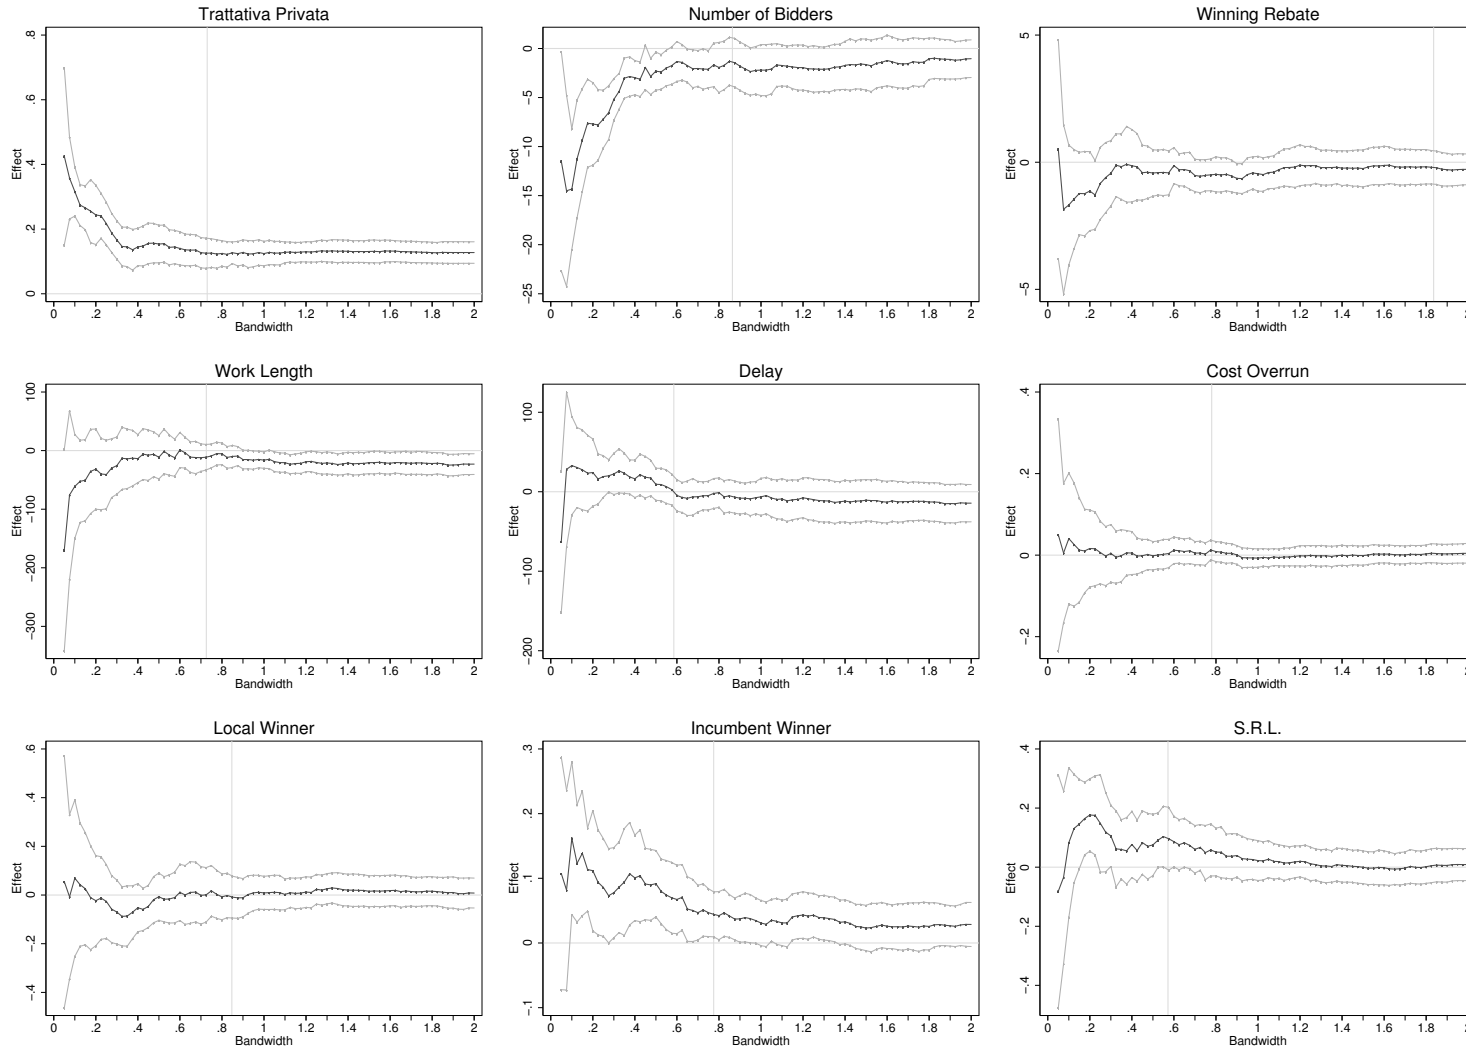 Trattativa Privata
Effect
0 .2 .4 .6 .8
0 .2 .4 .6 .8 1 1.2 1.4 1.6 1.8 2
Bandwidth
Number of Bidders
Effect
−25 −20 −15 −10 −5 0
0 .2 .4 .6 .8 1 1.2 1.4 1.6 1.8 2
Bandwidth
Winning Rebate
Effect
−5 0 5
0 .2 .4 .6 .8 1 1.2 1.4 1.6 1.8
Bandwidth
Work Length
Effect
−300 −200 −100 0 100
0 .2 .4 .6 .8 1 1.2 1.4 1.6 1.8 2
Bandwidth
Delay
Effect
−200 −100 0 100
0 .2 .4 .6 .8 1 1.2 1.4 1.6 1.8 2
Bandwidth
Cost Overrun
Effect
−.2 0 .2 .4
0 .2 .4 .6 .8 1 1.2 1.4 1.6 1.8
Bandwidth
Local Winner
Effect
−.4 −.2 0 .2 .4 .6
0 .2 .4 .6 .8 1 1.2 1.4 1.6 1.8 2
Bandwidth
Incumbent Winner
Effect
−.1 0 .1 .2 .3
0 .2 .4 .6 .8 1 1.2 1.4 1.6 1.8 2
Bandwidth
S.R.L.
Effect
−.4 −.2 0 .2 .4
0 .2 .4 .6 .8 1 1.2 1.4 1.6 1.8
Bandwidth